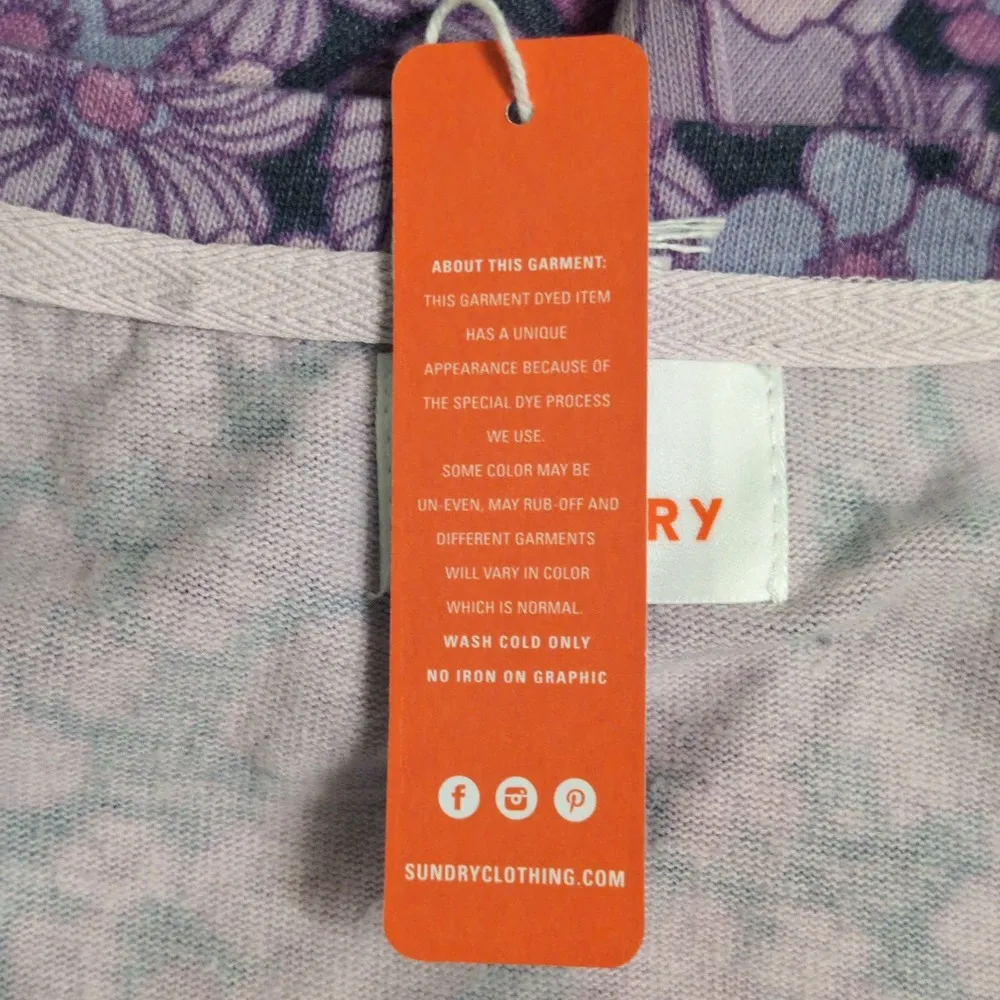 ABOUT THIS GARMENT:
THIS GARMENT DYED ITEM
HAS A UNIQUE
APPEARANCE BECAUSE OF
THE SPECIAL DYE PROCESS
WE USE.
SOME COLOR MAY BE
UN-EVEN, MAY RUB-OFF AND
DIFFERENT GARMENTS
WILL VARY IN COLOR
WHICH IS NORMAL.
WASH COLD ONLY
NO IRON ON GRAPHIC
SUNDRYCLOTHING.COM
RY